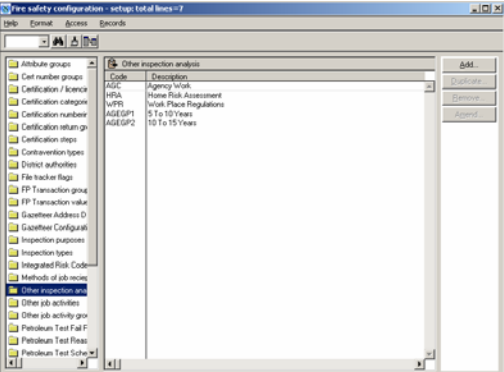 Fire safety configuration - setup: total lines=7
Help Format Access Records
Attribute groups
Cert number groups
Certification / licencin
Certification categorie
Certification numberin
Certification return gro
Certification steps
Contravention types
District authorities
File tracker flags
FP Transaction group
FP Transaction value
Gazetteer Address D
Gazetteer Configurati
Inspection purposes
Inspection types
Integrated Risk Code
Methods of job reciep
Other inspection ana
Other job activities
Other job activity grou
Petroleum Test Fail F
Petroleum Test Reas
Petroleum Test Sche
Other inspection analysis
Code Description
AGC Agency Work
HRA Home Risk Assessment
WPR Work Place Regulations
AGEGP1 5 To 10 Years
AGEGP2 10 To 15 Years
Add...
Duplicate...
Remove...
Amend...